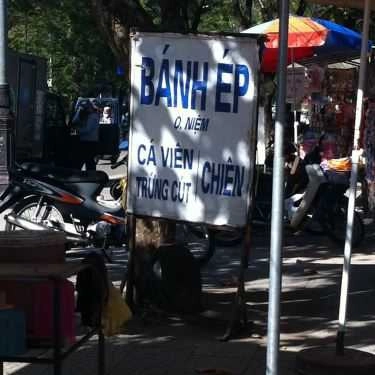 BÁNH ÉP
O. NIỆM
CÁ VIÊN
TRỨNG CÚT
CHIÊN